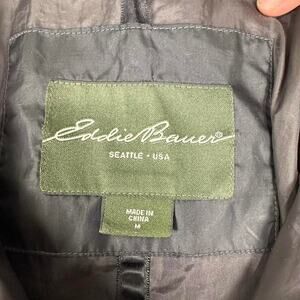 Eddie Bauer®
SEATTLE • USA
MADE IN
CHINA
M